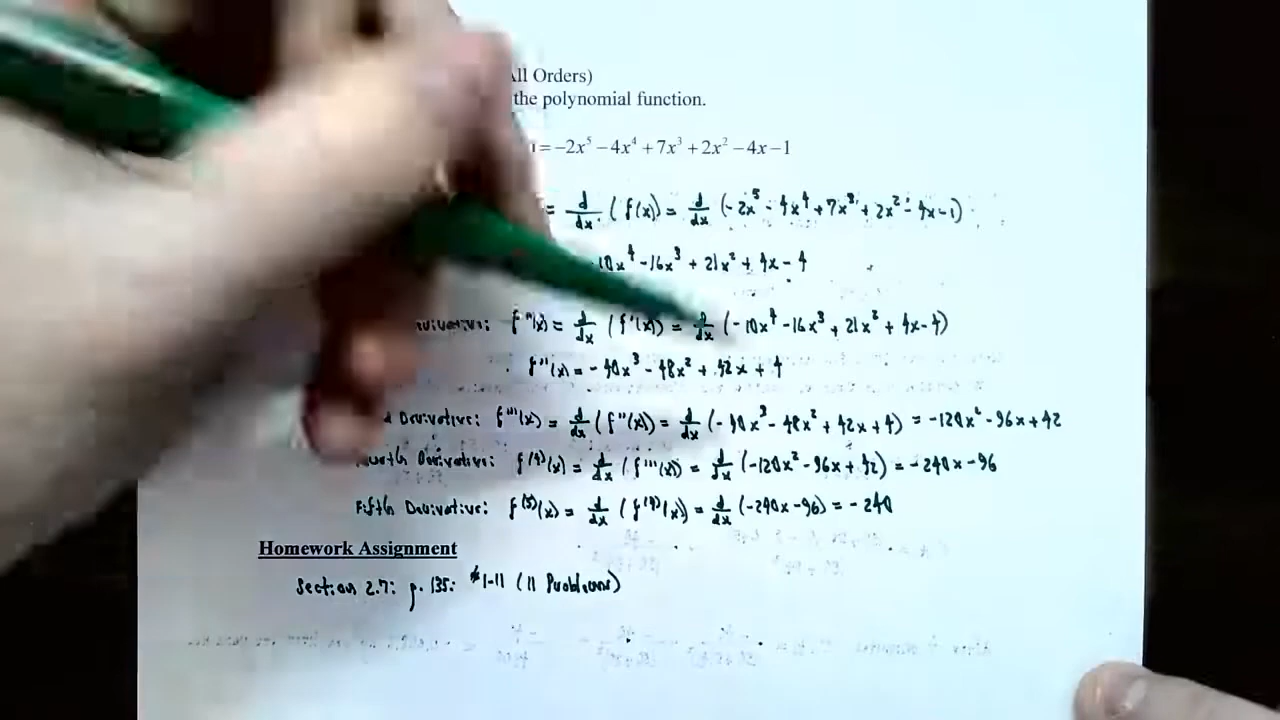 All Orders)
the polynomial function.
= −2x⁵ − 4x⁴ + 7x³ + 2x² − 4x − 1
= d/dx (f(x)) = d/dx (-2x⁵ - 4x⁴ + 7x³ + 2x² - 4x - 1)
10x⁴ - 16x³ + 21x² + 4x - 4
f''(x) = d/dx (f'(x)) = d/dx (-10x⁴ - 16x³ + 21x² + 4x - 4)
f''(x) = - 40x³ - 48x² + 42x + 4
Derivative: f'''(x) = d/dx (f''(x)) = d/dx (-40x³ - 48x² + 42x + 4) = -120x² - 96x + 42
Derivative: f⁽⁴⁾(x) = d/dx (f'''(x)) = d/dx (-120x² - 96x + 42) = -240x - 96
Fifth Derivative: f⁽⁵⁾(x) = d/dx (f⁽⁴⁾(x)) = d/dx (-240x - 96) = - 240
Homework Assignment
Section 2.7: p. 135: #1-11 (11 Problems)